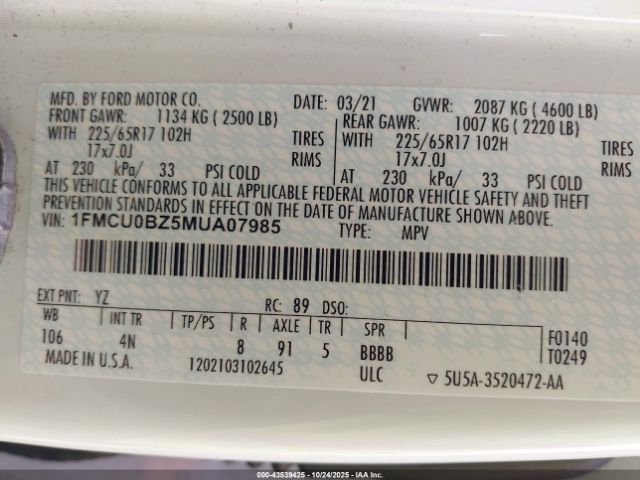 MFD. BY FORD MOTOR CO.
DATE: 03/21 GVWR: 2087 KG ( 4600 LB)
FRONT GAWR: 1134 KG ( 2500 LB)
REAR GAWR: 1007 KG ( 2220 LB)
WITH 225/65R17 102H TIRES
WITH 225/65R17 102H TIRES
17x7.0J RIMS
17x7.0J RIMS
AT 230 kPa/ 33 PSI COLD
AT 230 kPa/ 33 PSI COLD
THIS VEHICLE CONFORMS TO ALL APPLICABLE FEDERAL MOTOR VEHICLE SAFETY AND THEFT
PREVENTION STANDARDS IN EFFECT ON THE DATE OF MANUFACTURE SHOWN ABOVE.
VIN: 1FMCU0BZ5MUA07985 TYPE: MPV
EXT PNT: YZ RC: 89 DSO:
WB INT TR TP/PS R AXLE TR SPR
106 4N 8 91 5 BBBB
F0140
T0249
MADE IN U.S.A. 1202103102645 ULC ▽ 5U5A-3520472-AA
000-43539425 - 10/24/2025 - IAA Inc.